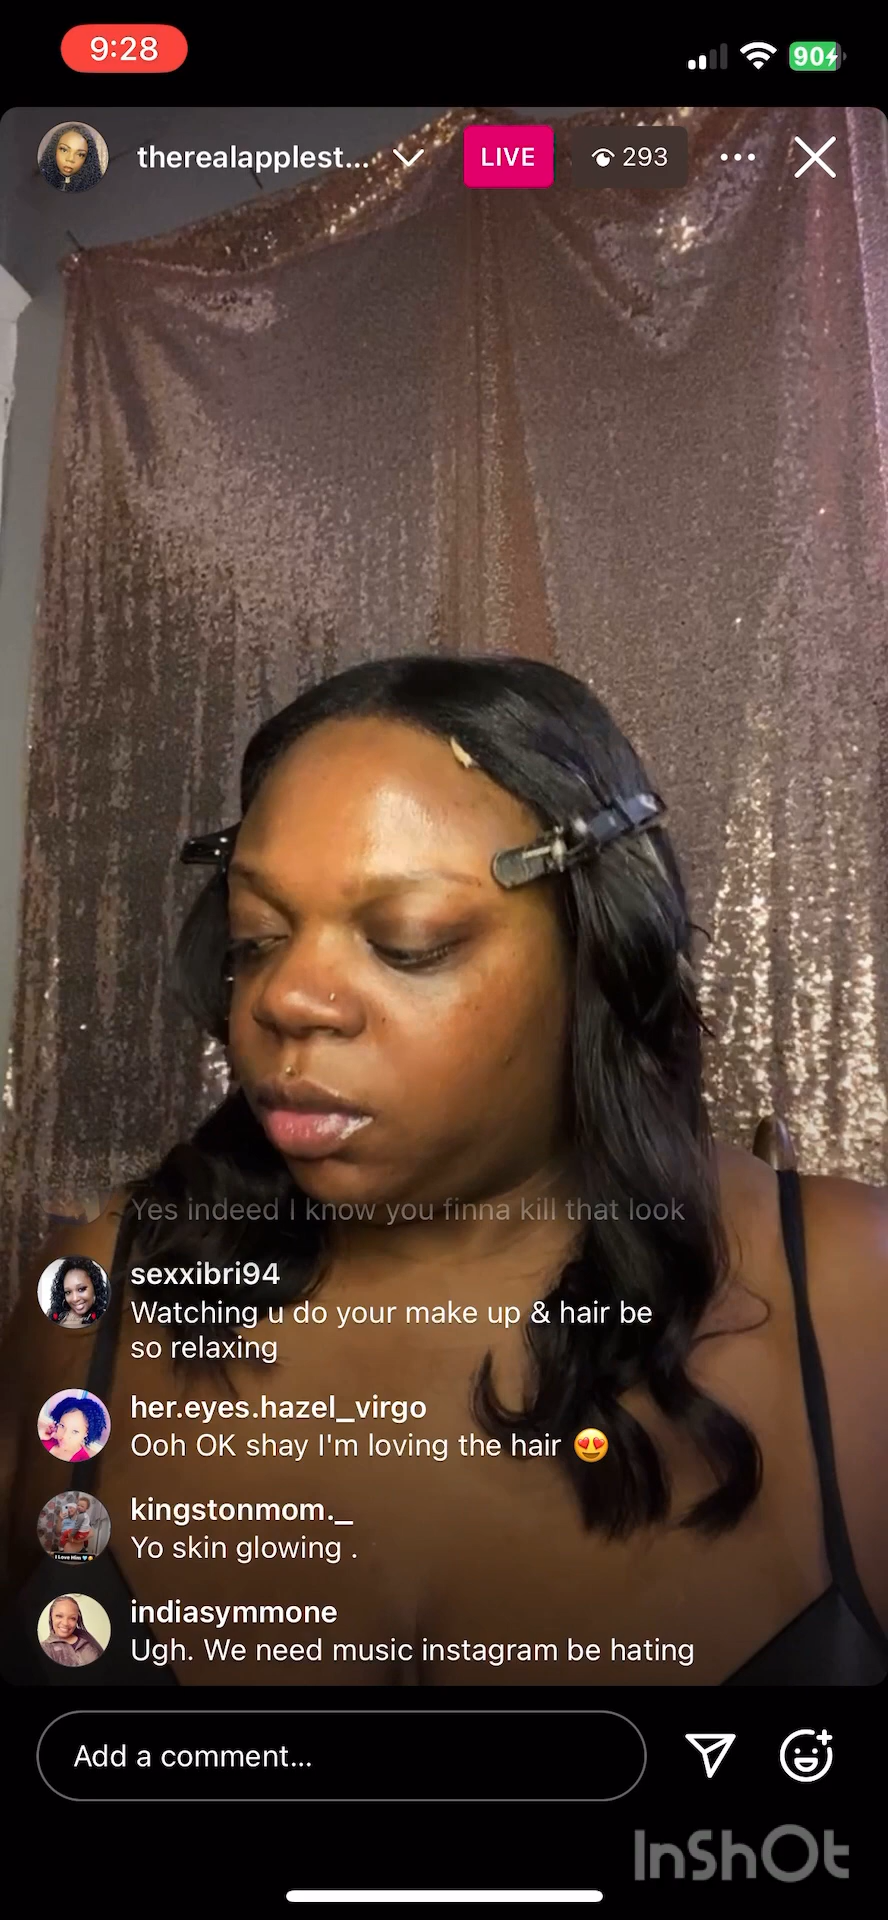 9:28
90
therealapplest...
LIVE
293
Yes indeed I know you finna kill that look
sexxibri94
Watching u do your make up & hair be
so relaxing
her.eyes.hazel_virgo
Ooh OK shay I'm loving the hair 😍
kingstonmom._
I Love Him
Yo skin glowing .
indiasymmone
Ugh. We need music instagram be hating
Add a comment...
InShOt